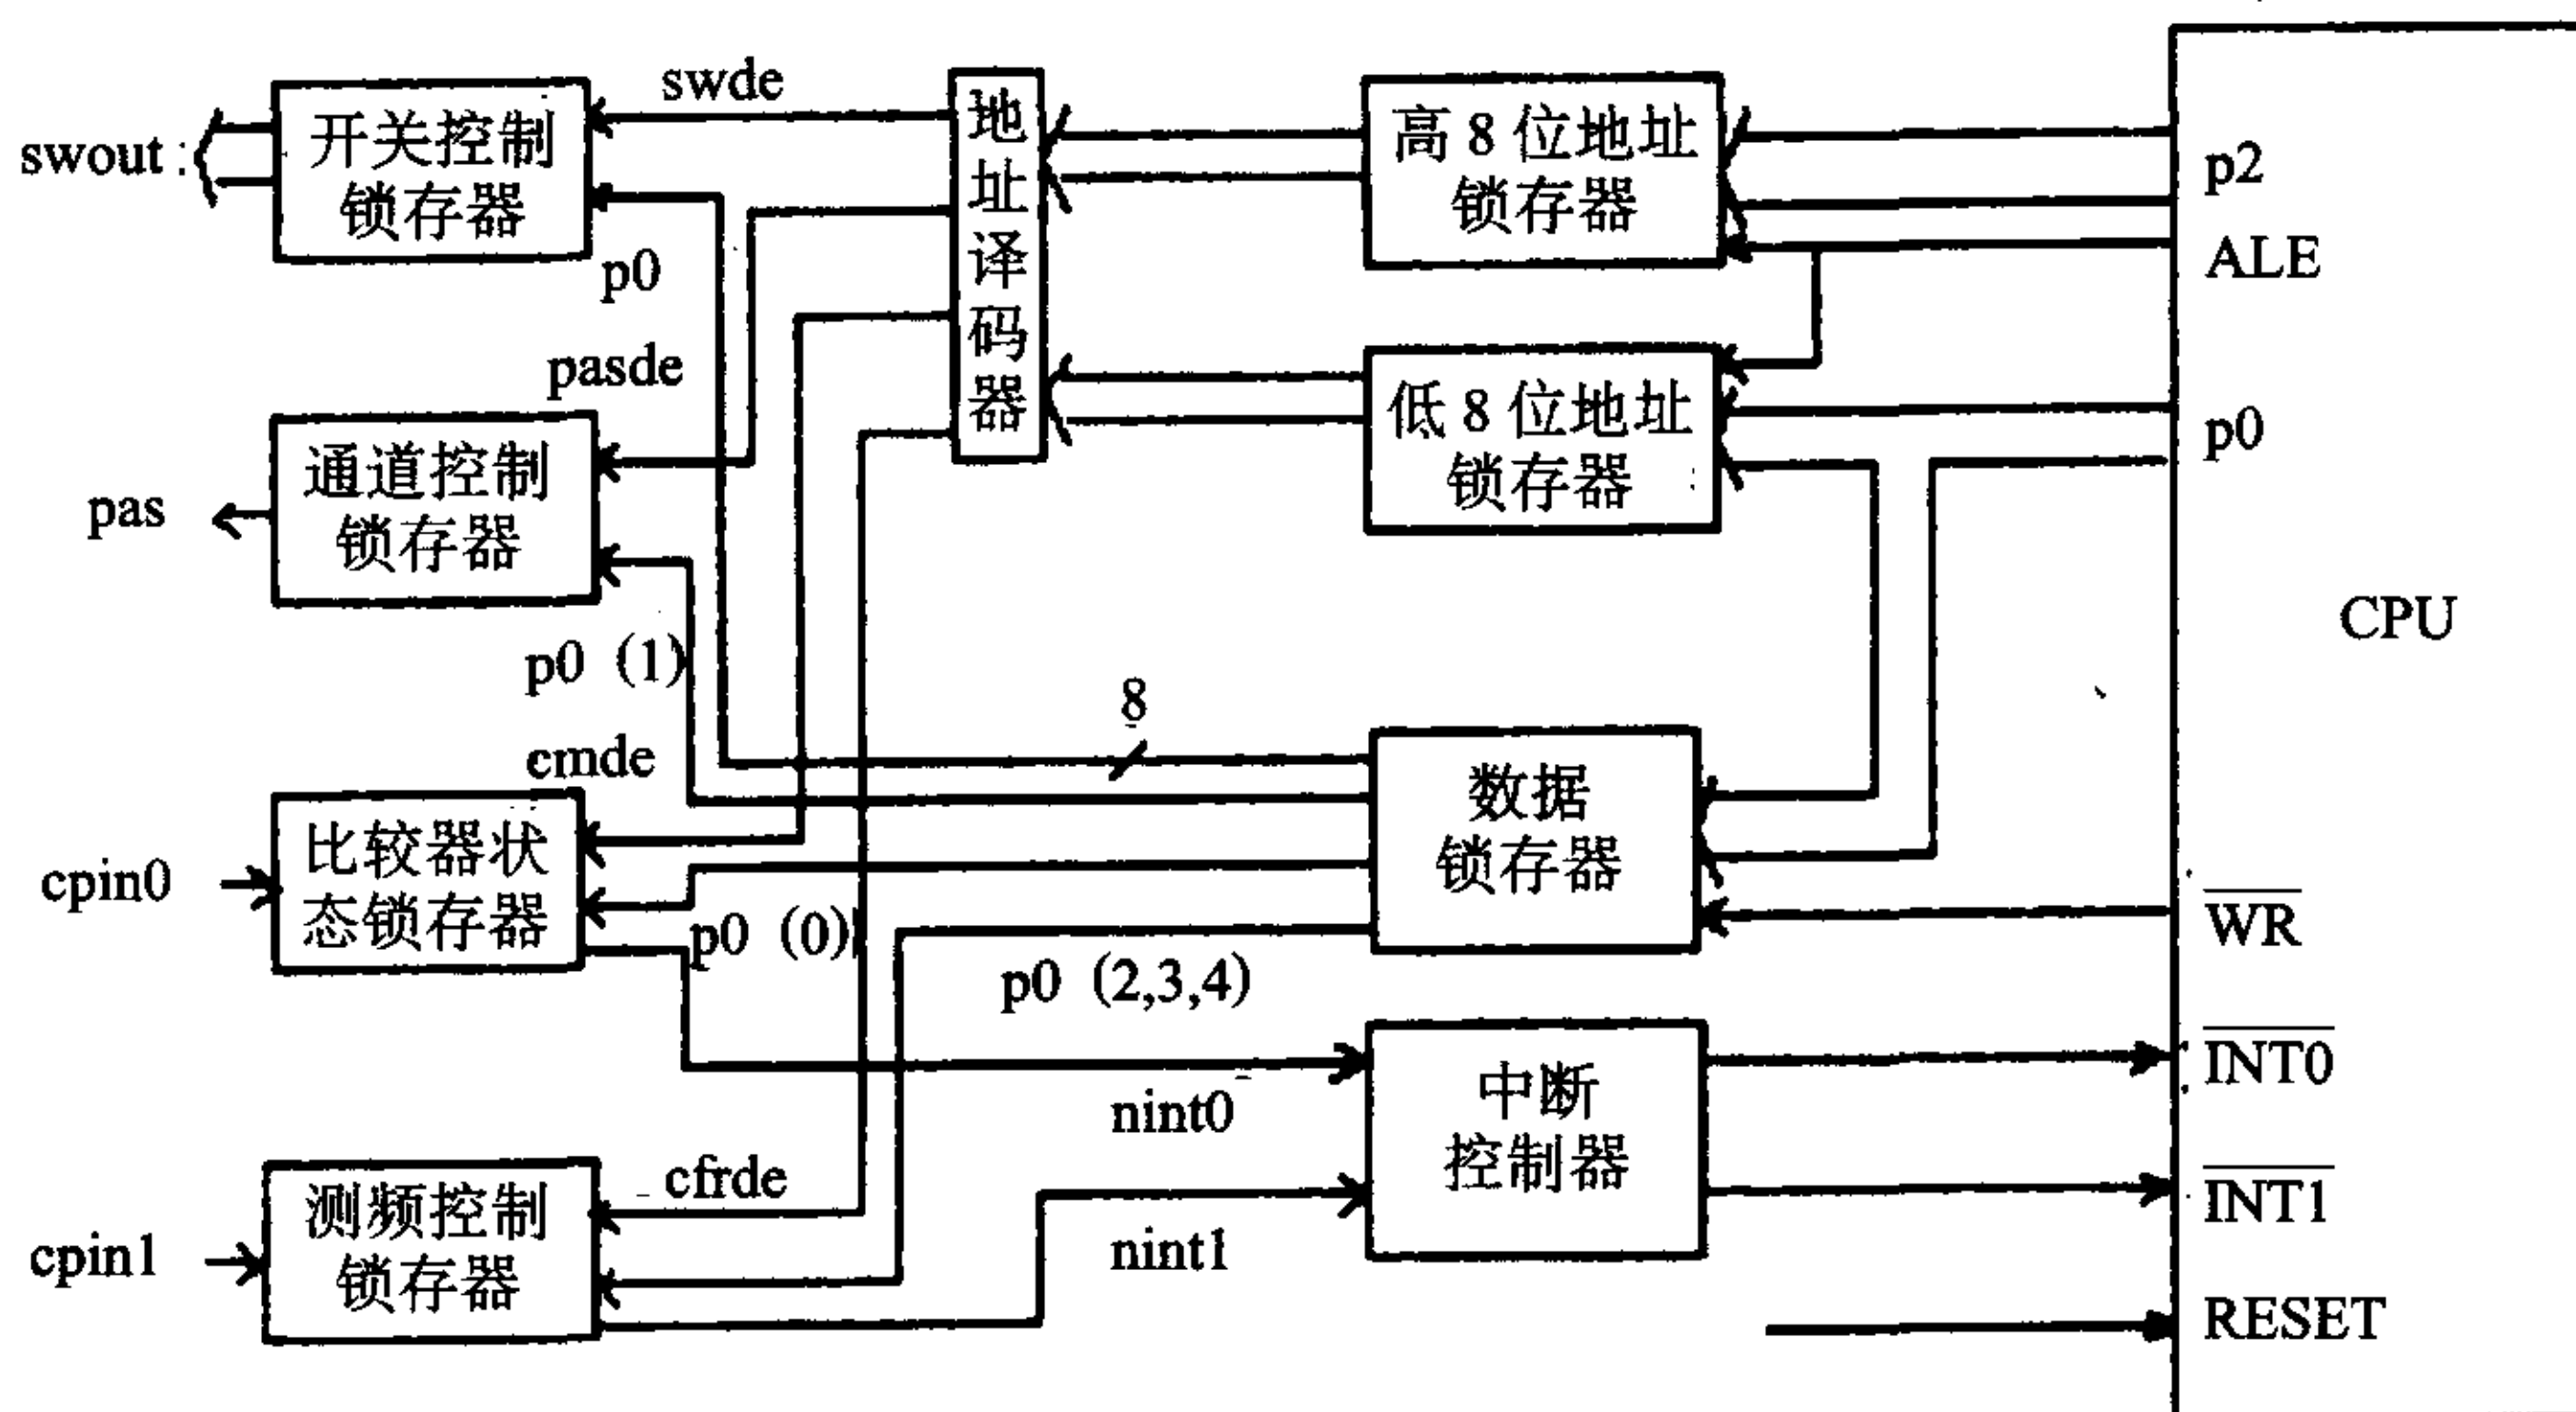 swout :
开关控制
锁存器
swde
p0
地
址
译
码
器
高 8 位地址
锁存器
p2
ALE
pasde
通道控制
锁存器
pas
p0 (1)
低 8 位地址
锁存器
p0
CPU
8
cmde
比较器状
态锁存器
cpin0
p0 (0)
数据
锁存器
WR
p0 (2,3,4)
nint0
中断
控制器
INT0
INT1
cfrde
测频控制
锁存器
cpin1
nint1
RESET